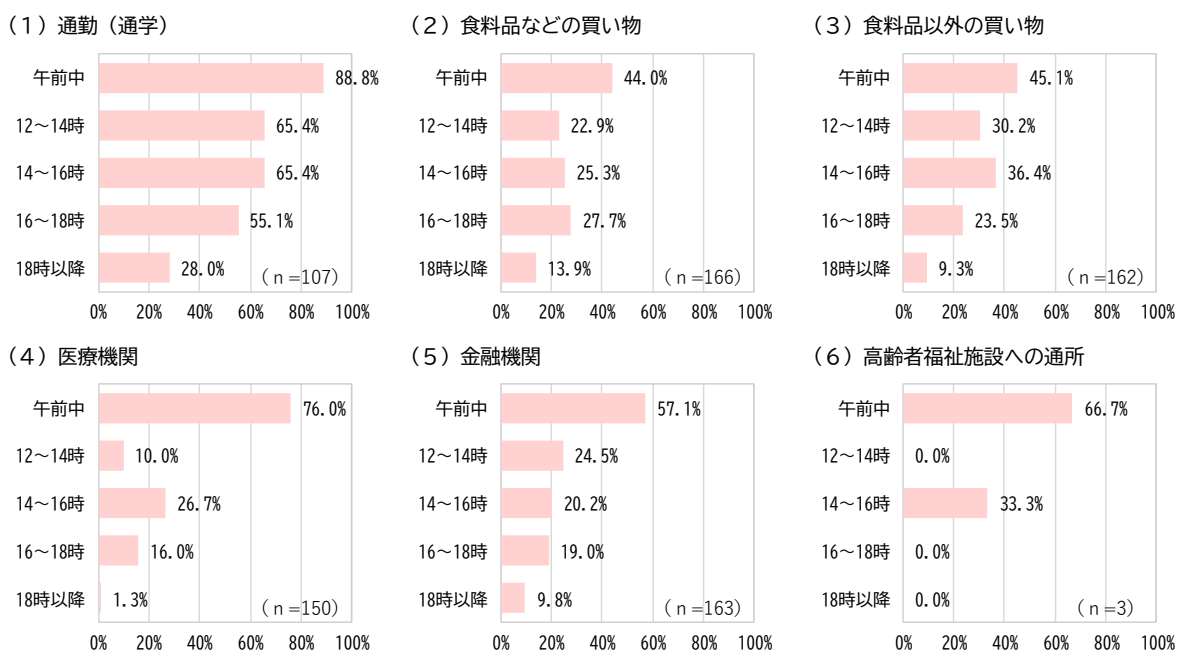 （１）通勤（通学）
午前中 88.8%
12～14時 65.4%
14～16時 65.4%
16～18時 55.1%
18時以降 28.0%
（ｎ=107）
0% 20% 40% 60% 80% 100%
（２）食料品などの買い物
午前中 44.0%
12～14時 22.9%
14～16時 25.3%
16～18時 27.7%
18時以降 13.9%
（ｎ=166）
0% 20% 40% 60% 80% 100%
（３）食料品以外の買い物
午前中 45.1%
12～14時 30.2%
14～16時 36.4%
16～18時 23.5%
18時以降 9.3%
（ｎ=162）
0% 20% 40% 60% 80% 100%
（４）医療機関
午前中 76.0%
12～14時 10.0%
14～16時 26.7%
16～18時 16.0%
18時以降 1.3%
（ｎ=150）
0% 20% 40% 60% 80% 100%
（５）金融機関
午前中 57.1%
12～14時 24.5%
14～16時 20.2%
16～18時 19.0%
18時以降 9.8%
（ｎ=163）
0% 20% 40% 60% 80% 100%
（６）高齢者福祉施設への通所
午前中 66.7%
12～14時 0.0%
14～16時 33.3%
16～18時 0.0%
18時以降 0.0%
（ｎ=3）
0% 20% 40% 60% 80% 100%